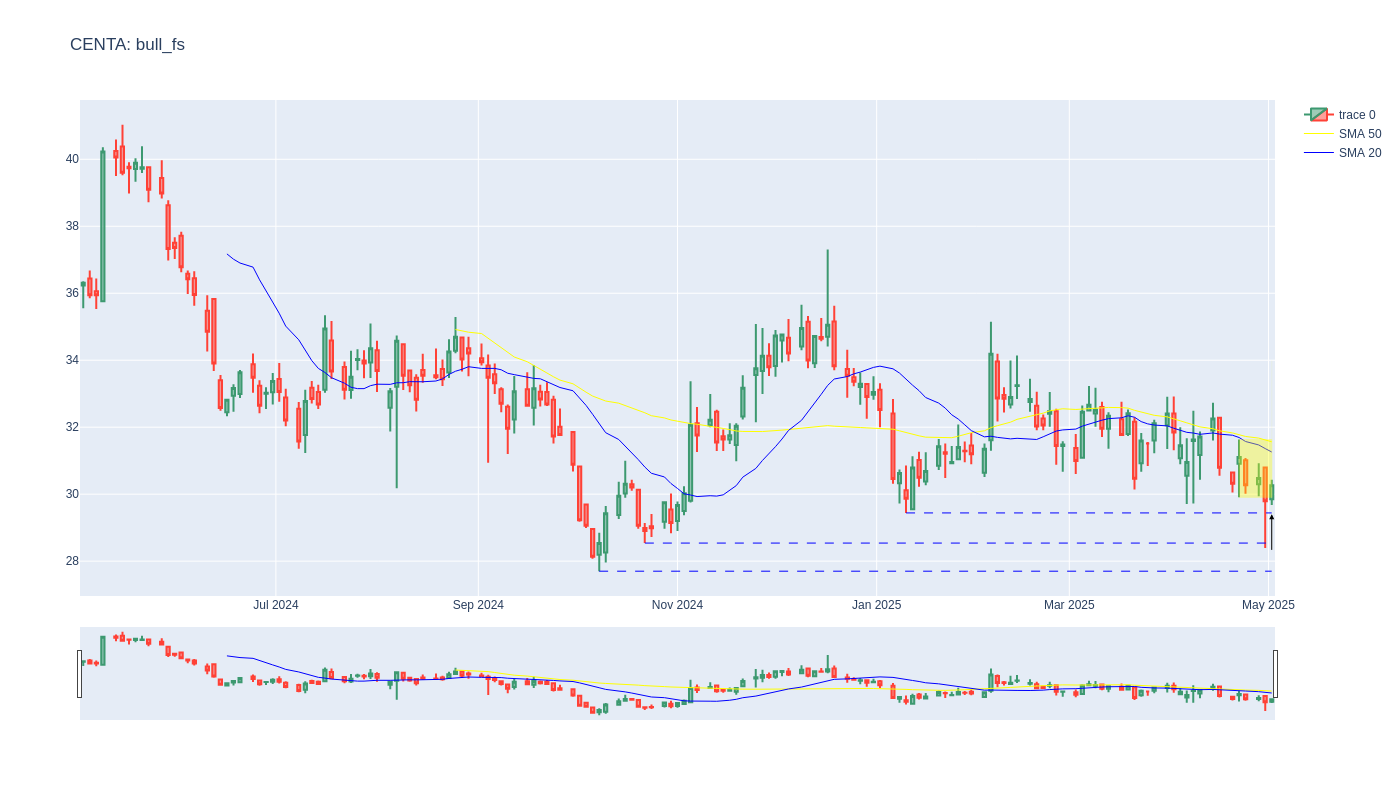 CENTA: bull_fs
trace 0
SMA 50
SMA 20
40
38
36
34
32
30
28
Jul 2024
Sep 2024
Nov 2024
Jan 2025
Mar 2025
May 2025